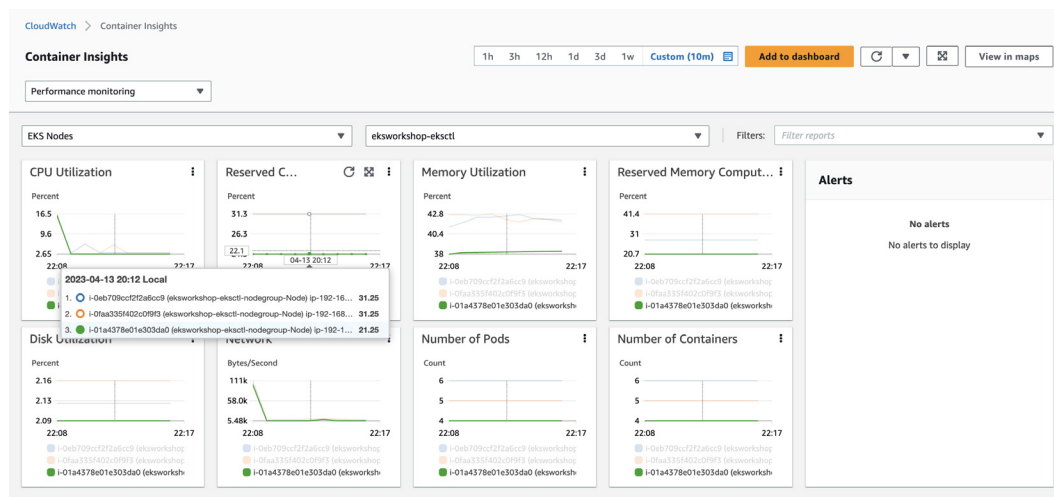 CloudWatch > Container Insights
Container Insights
1h 3h 12h 1d 3d 1w Custom (10m) Add to dashboard View in maps
Performance monitoring
EKS Nodes eksworkshop-eksctl Filters: Filter reports
CPU Utilization Reserved C... Memory Utilization Reserved Memory Comput... Alerts
Percent Percent Percent Percent
16.5 31.3 42.8 41.4
No alerts
9.6 26.3 40.4 31
No alerts to display
22.1
2.65 38 20.7
04-13 20:12
22:08 22:17 22:08 22:17 22:08 22:17 22:08 22:17
2023-04-13 20:12 Local
i-0eb709ccf2f2a6cc9 (eksworkshop i-0eb709ccf2f2a6cc9 (eksworkshop
1. i-0eb709ccf2f2a6cc9 (eksworkshop-eksctl-nodegroup-Node) ip-192-16... 31.25
i-0faa335f402c0f9f3 (eksworkshop i-0faa335f402c0f9f3 (eksworkshop
2. i-0faa335f402c0f9f3 (eksworkshop-eksctl-nodegroup-Node) ip-192-168... 31.25
i-01a4378e01e303da0 (eksworksh i-01a4378e01e303da0 (eksworksh
3. i-01a4378e01e303da0 (eksworkshop-eksctl-nodegroup-Node) ip-192-1... 21.25
Disk Utilization Network Number of Pods Number of Containers
Percent Bytes/Second Count Count
2.16 111k 6 6
2.13 58.0k 5 5
2.09 5.48k 4 4
22:08 22:17 22:08 22:17 22:08 22:17 22:08 22:17
i-0eb709ccf2f2a6cc9 (eksworkshop i-0eb709ccf2f2a6cc9 (eksworkshop i-0eb709ccf2f2a6cc9 (eksworkshop i-0eb709ccf2f2a6cc9 (eksworkshop
i-0faa335f402c0f9f3 (eksworkshop i-0faa335f402c0f9f3 (eksworkshop i-0faa335f402c0f9f3 (eksworkshop i-0faa335f402c0f9f3 (eksworkshop
i-01a4378e01e303da0 (eksworksh i-01a4378e01e303da0 (eksworksh i-01a4378e01e303da0 (eksworksh i-01a4378e01e303da0 (eksworksh